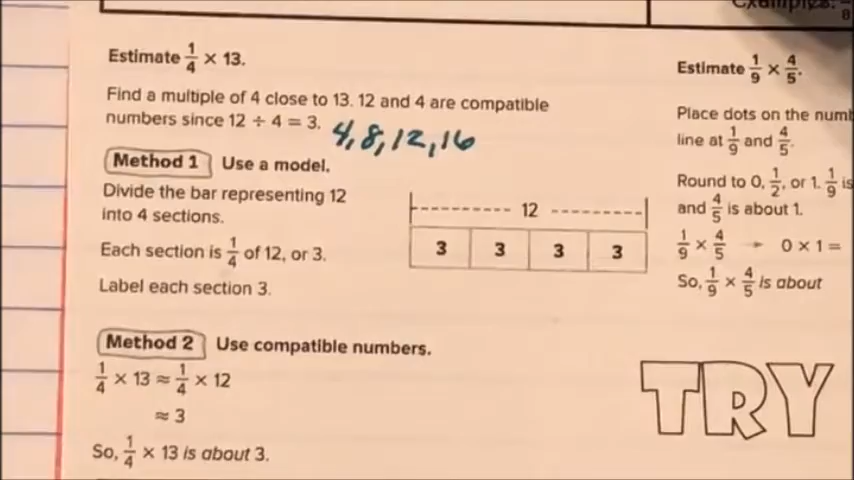 Examples:
8
Estimate 1/4 × 13.
Find a multiple of 4 close to 13. 12 and 4 are compatible
numbers since 12 ÷ 4 = 3. 4, 8, 12, 16
Method 1 Use a model.
Divide the bar representing 12
into 4 sections.
Each section is 1/4 of 12, or 3.
Label each section 3.
12
3 3 3 3
Method 2 Use compatible numbers.
1/4 × 13 ≈ 1/4 × 12
≈ 3
So, 1/4 × 13 is about 3.
Estimate 1/9 × 4/5.
Place dots on the numb
line at 1/9 and 4/5.
Round to 0, 1/2, or 1. 1/9 is
and 4/5 is about 1.
1/9 × 4/5 → 0 × 1 =
So, 1/9 × 4/5 is about
TRY